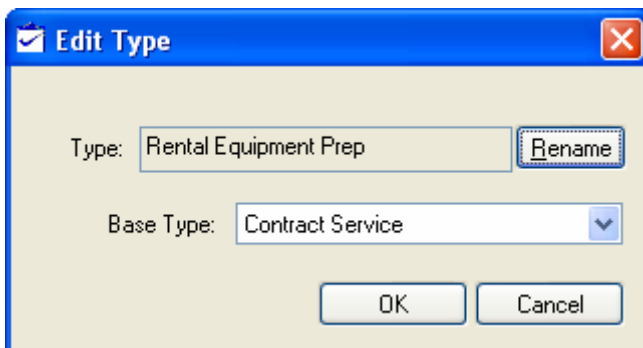 Edit Type
Type: Rental Equipment Prep Rename
Base Type: Contract Service
OK Cancel